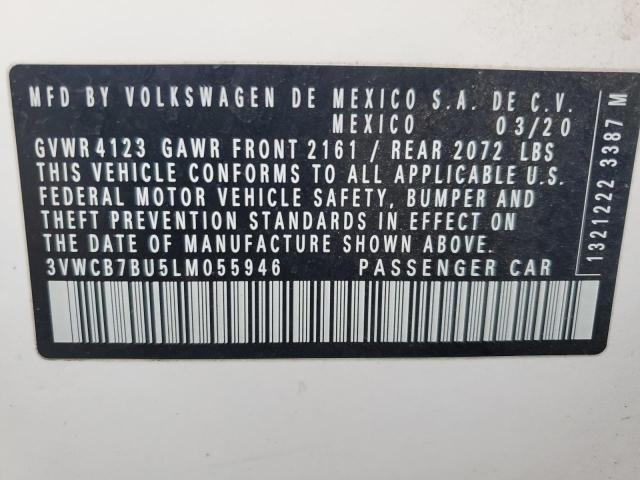 MFD BY VOLKSWAGEN DE MEXICO S.A. DE C.V.
MEXICO 03/20
GVWR 4123 GAWR FRONT 2161 / REAR 2072 LBS
THIS VEHICLE CONFORMS TO ALL APPLICABLE U.S.
FEDERAL MOTOR VEHICLE SAFETY, BUMPER AND
THEFT PREVENTION STANDARDS IN EFFECT ON
THE DATE OF MANUFACTURE SHOWN ABOVE.
3VWCB7BU5LM055946 PASSENGER CAR
1321222 3387 M